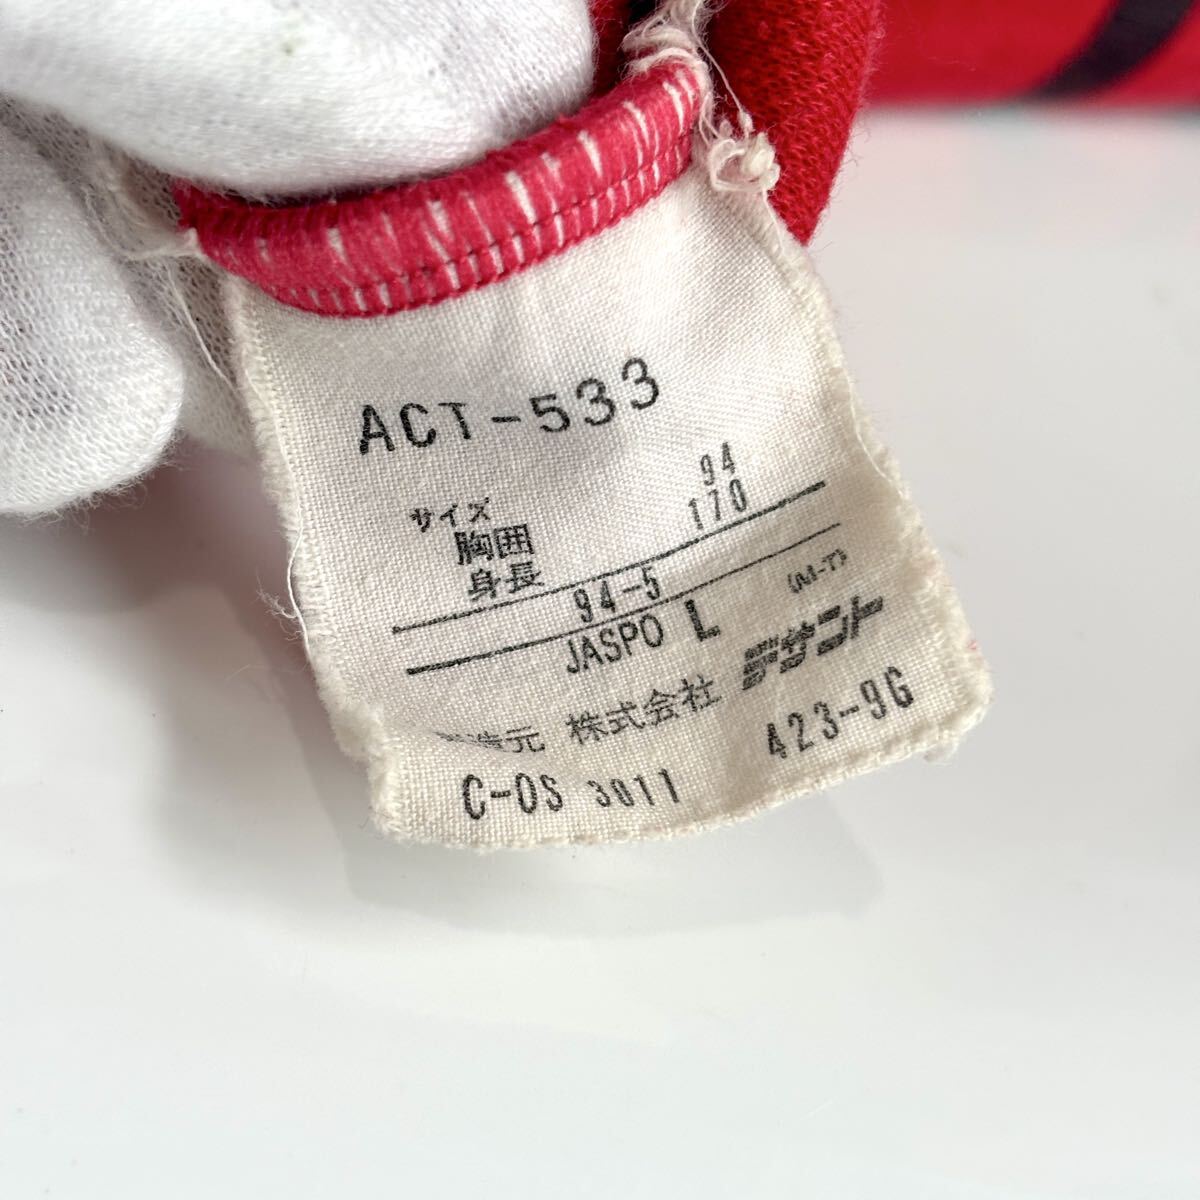 ACT-533
サイズ
胸囲 94
身長 170
94-5
JASPO L (M-T)
造元 株式会社 デサント
C-OS 3011 423-9G